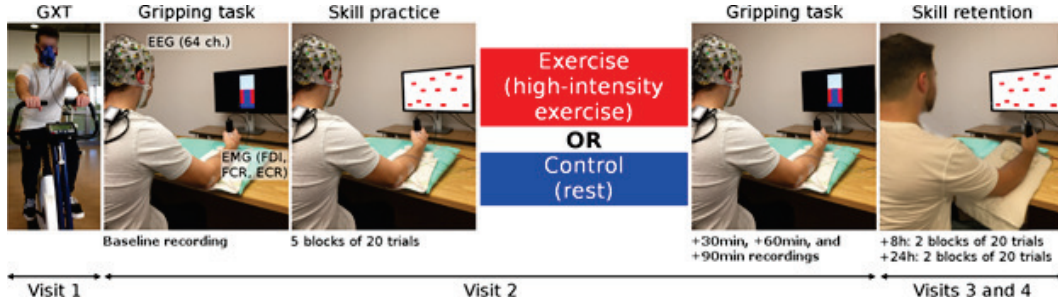 GXT
Gripping task
Skill practice
Gripping task
Skill retention
EEG (64 ch.)
EMG (FDI,
FCR, ECR)
Exercise
(high-intensity
exercise)
OR
Control
(rest)
Baseline recording
5 blocks of 20 trials
+30min, +60min, and
+90min recordings
+8h: 2 blocks of 20 trials
+24h: 2 blocks of 20 trials
Visit 1
Visit 2
Visits 3 and 4